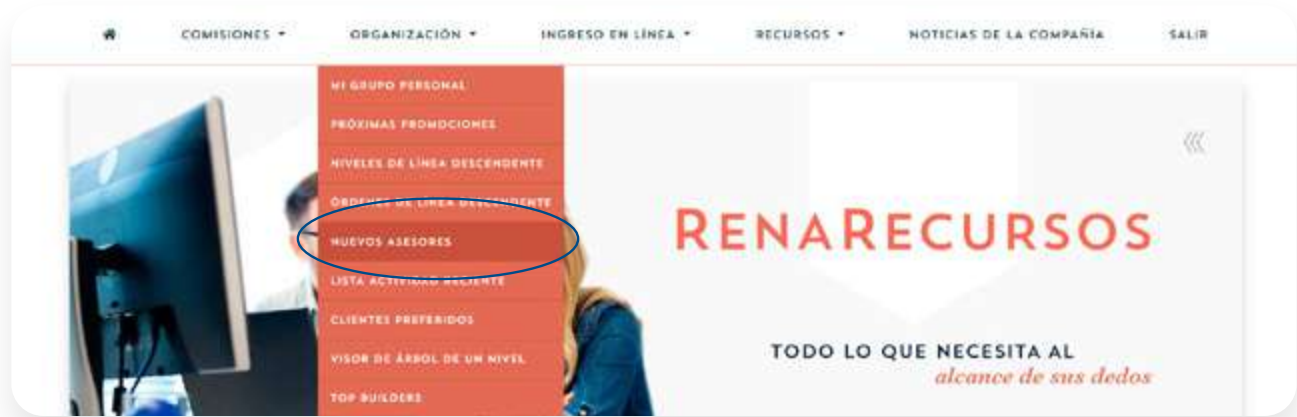 COMISIONES ORGANIZACIÓN INGRESO EN LÍNEA RECURSOS NOTICIAS DE LA COMPAÑÍA SALIR
MI GRUPO PERSONAL
PRÓXIMAS PROMOCIONES
NIVELES DE LÍNEA DESCENDENTE
ÓRDENES DE LÍNEA DESCENDENTE
NUEVOS ASESORES
LISTA ACTIVIDAD RECIENTE
CLIENTES PREFERIDOS
VISOR DE ÁRBOL DE UN NIVEL
TOP BUILDERS
RENARECURSOS
TODO LO QUE NECESITA AL
alcance de sus dedos